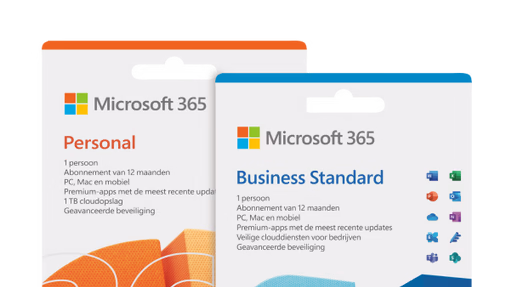 Microsoft 365
Personal
1 persoon
Abonnement van 12 maanden
PC, Mac en mobiel
Premium-apps met de meest recente
1 TB cloudopslag
Geavanceerde beveiliging
Microsoft 365
Business Standard
1 persoon
Abonnement van 12 maanden
PC, Mac en mobiel
Premium-apps met de meest recente updates
Veilige clouddiensten voor bedrijven
Geavanceerde beveiliging